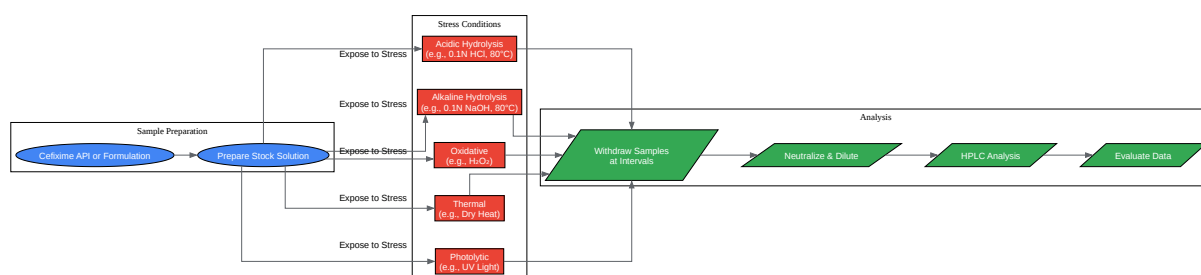 Stress Conditions
Acidic Hydrolysis
(e.g., 0.1N HCl, 80°C)
Expose to Stress
Alkaline Hydrolysis
(e.g., 0.1N NaOH, 80°C)
Expose to Stress
Sample Preparation
Cefixime API or Formulation
Prepare Stock Solution
Expose to Stress
Oxidative
(e.g., H₂O₂)
Expose to Stress
Thermal
(e.g., Dry Heat)
Expose to Stress
Photolytic
(e.g., UV Light)
Analysis
Withdraw Samples
at Intervals
Neutralize & Dilute
HPLC Analysis
Evaluate Data